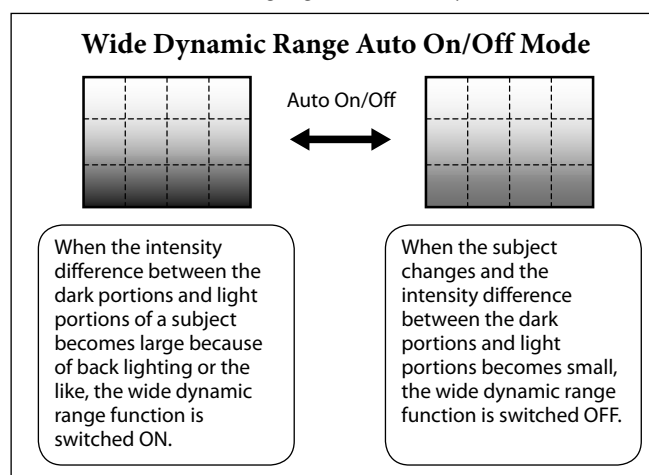 Wide Dynamic Range Auto On/Off Mode
Auto On/Off
When the intensity
difference between the
dark portions and light
portions of a subject
becomes large because
of back lighting or the
like, the wide dynamic
range function is
switched ON.
When the subject
changes and the
intensity difference
between the dark
portions and light
portions becomes small,
the wide dynamic range
function is switched OFF.